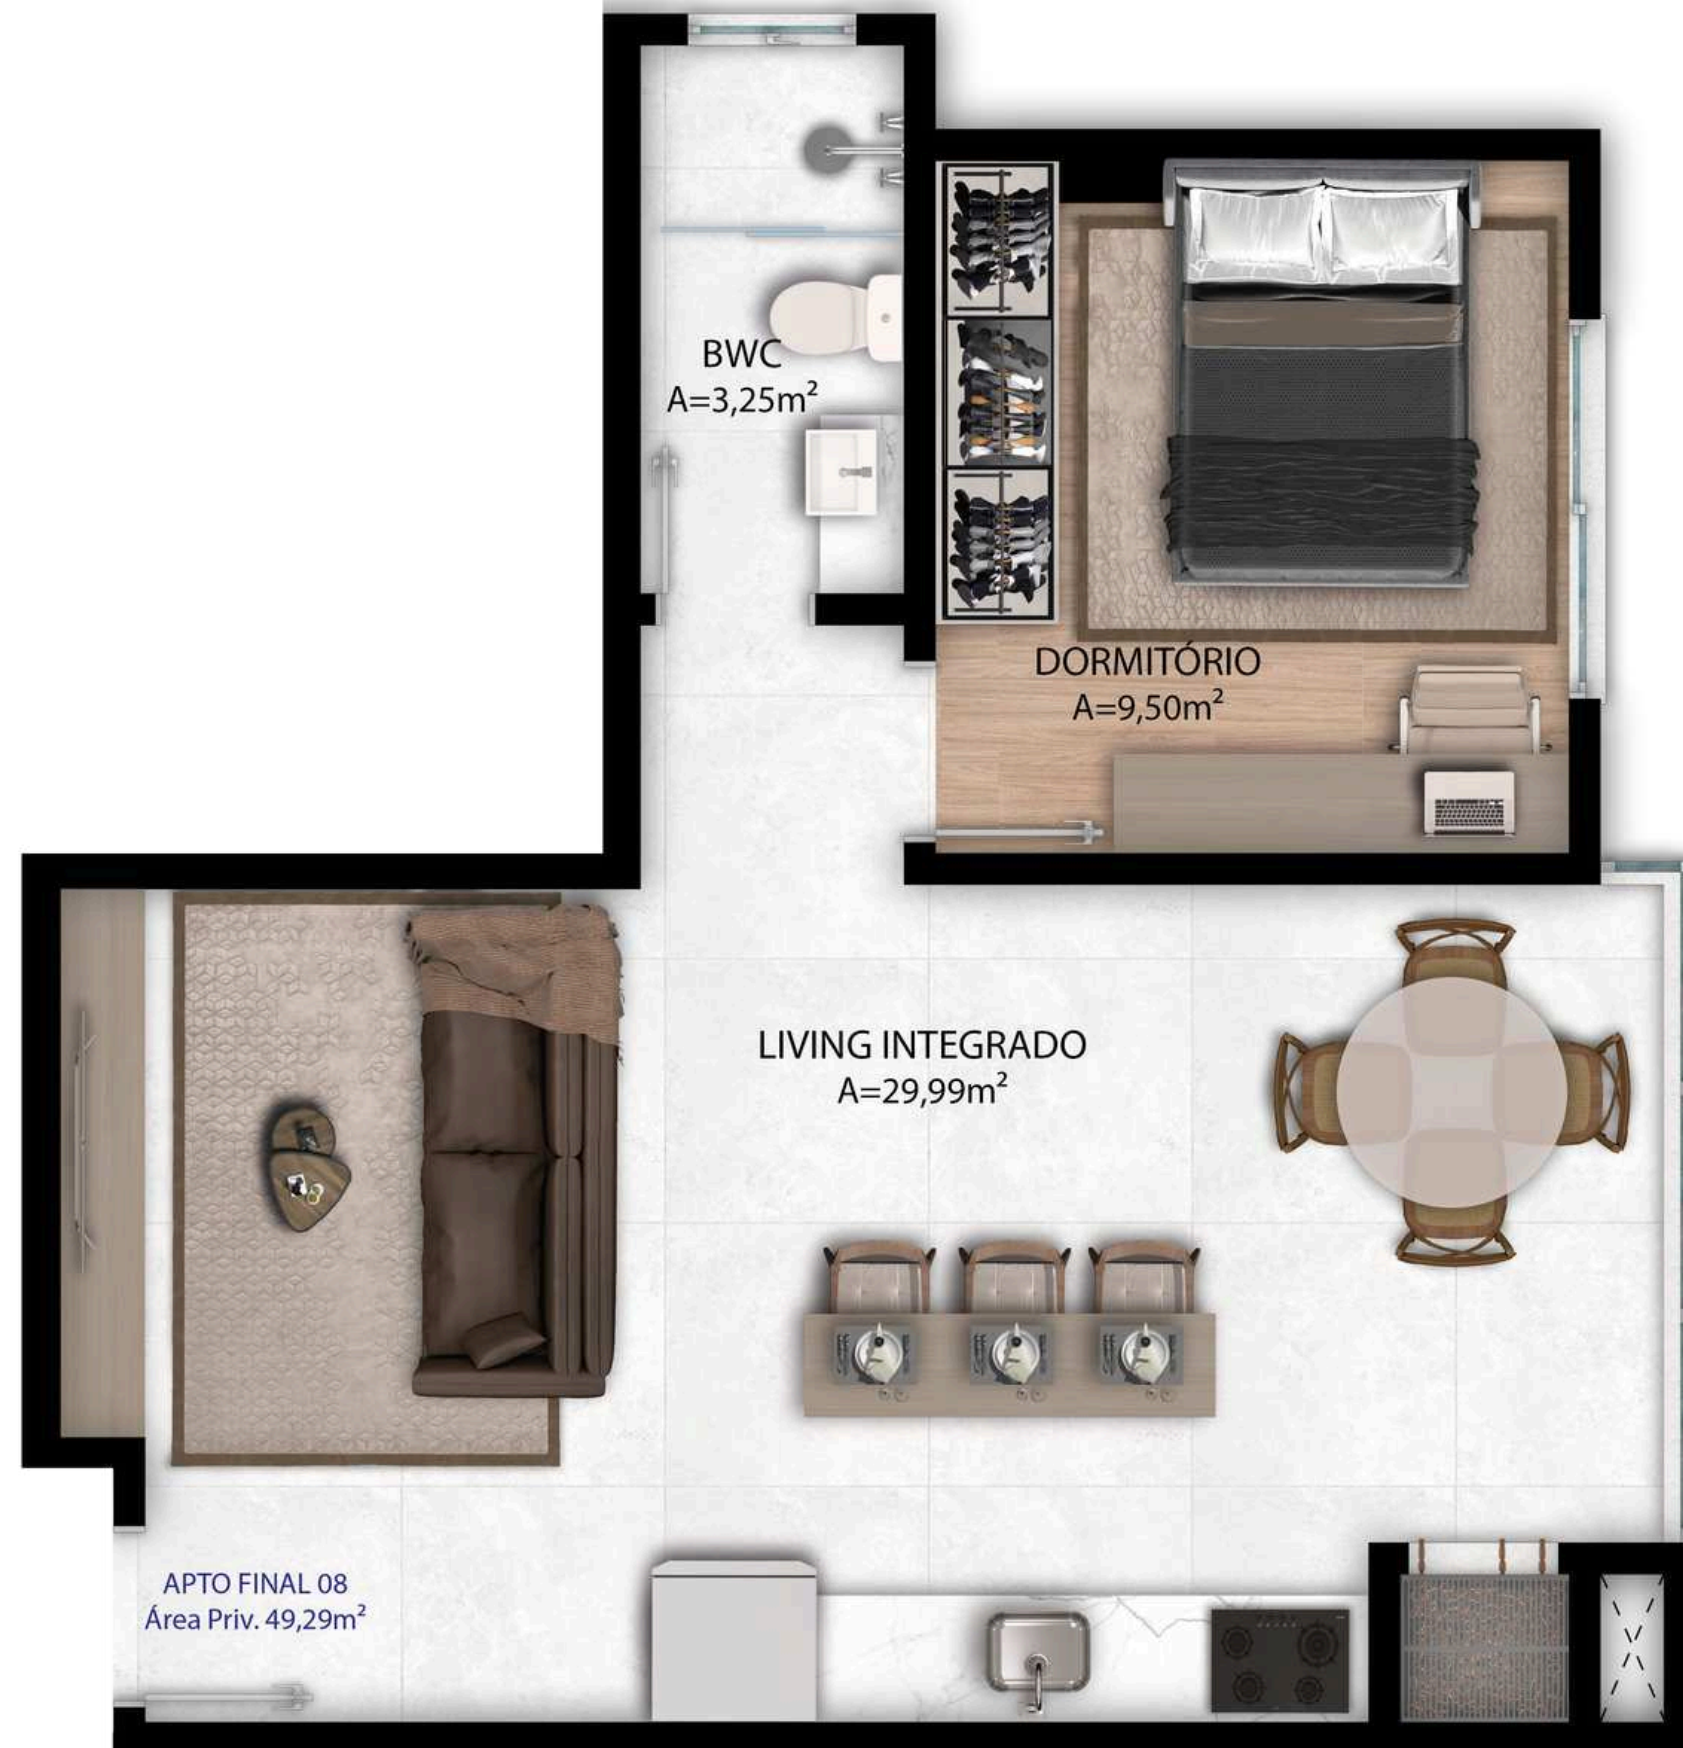 BWC
A=3,25m²
DORMITÓRIO
A=9,50m²
LIVING INTEGRADO
A=29,99m²
APTO FINAL 08
Área Priv. 49,29m²